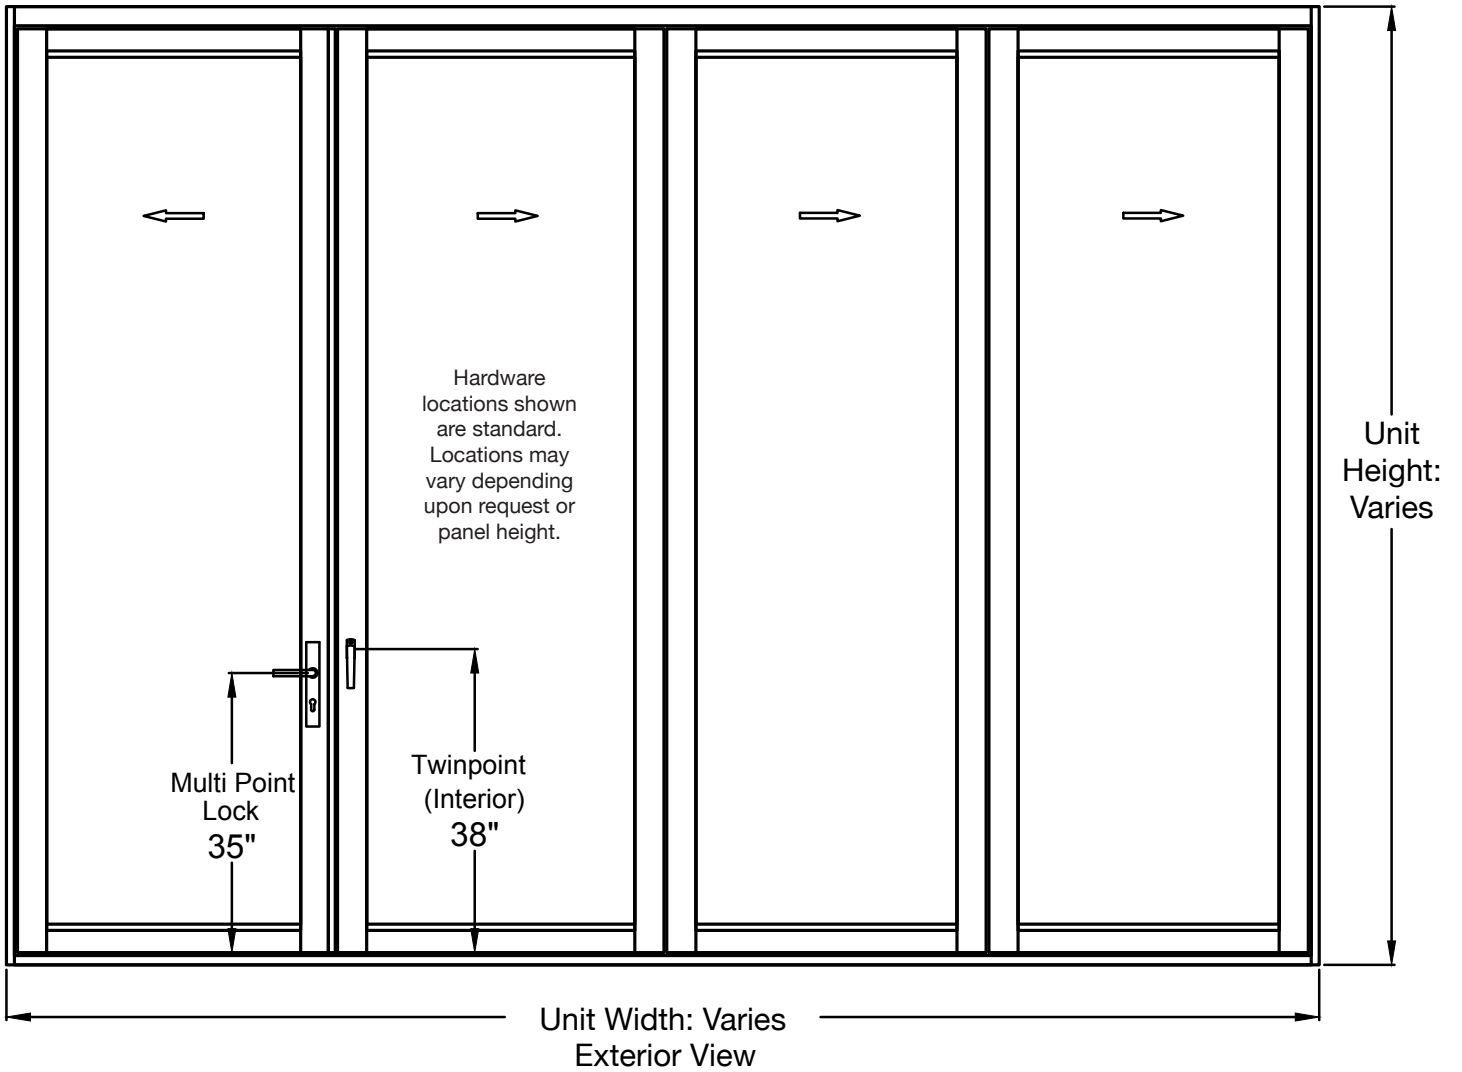 Hardware
locations shown
are standard.
Locations may
vary depending
upon request or
panel height.
Unit
Height:
Varies
Multi Point
Lock
35"
Twinpoint
(Interior)
38"
Unit Width: Varies
Exterior View